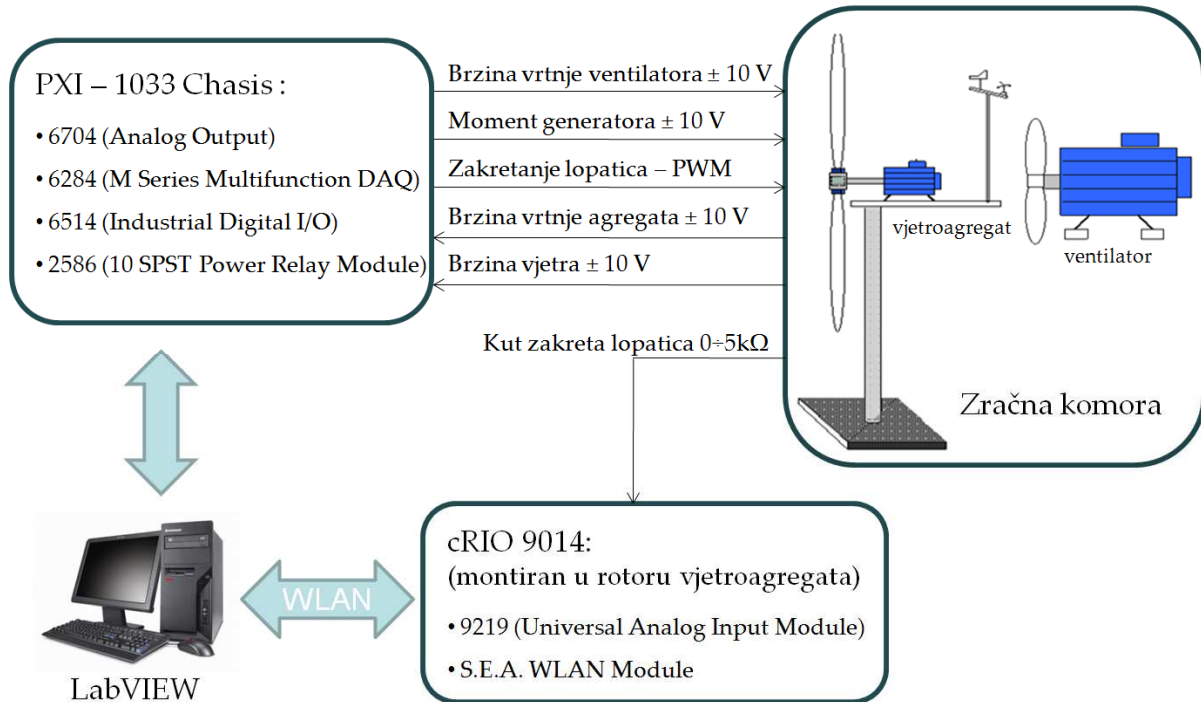 PXI – 1033 Chasis :
• 6704 (Analog Output)
• 6284 (M Series Multifunction DAQ)
• 6514 (Industrial Digital I/O)
• 2586 (10 SPST Power Relay Module)
Brzina vrtnje ventilatora ± 10 V
Moment generatora ± 10 V
Zakretanje lopatica – PWM
Brzina vrtnje agregata ± 10 V
Brzina vjetra ± 10 V
Kut zakreta lopatica 0÷5kΩ
vjetroagregat
ventilator
Zračna komora
cRIO 9014:
(montiran u rotoru vjetroagregata)
• 9219 (Universal Analog Input Module)
• S.E.A. WLAN Module
WLAN
LabVIEW